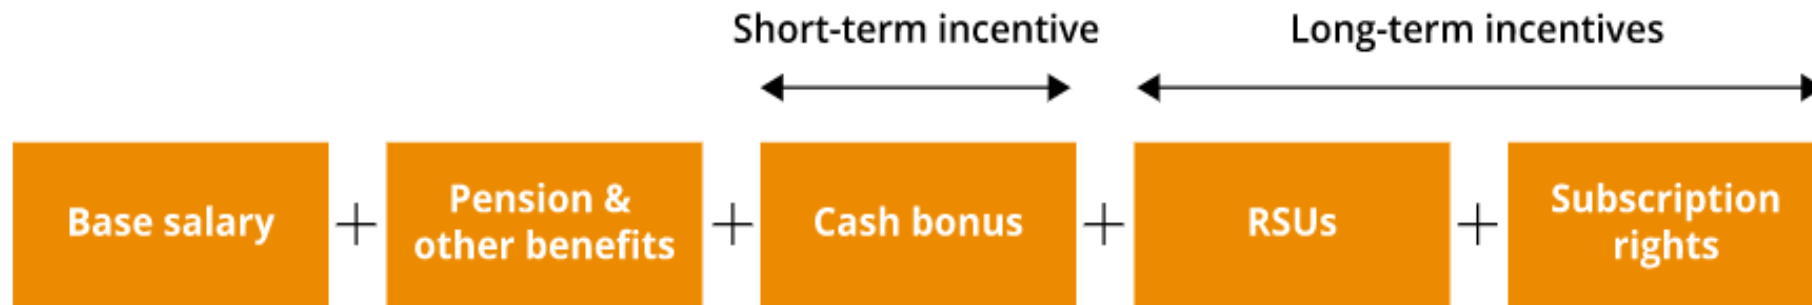 Short-term incentive
Long-term incentives
Base salary
+
Pension &
other benefits
+
Cash bonus
+
RSUs
+
Subscription
rights